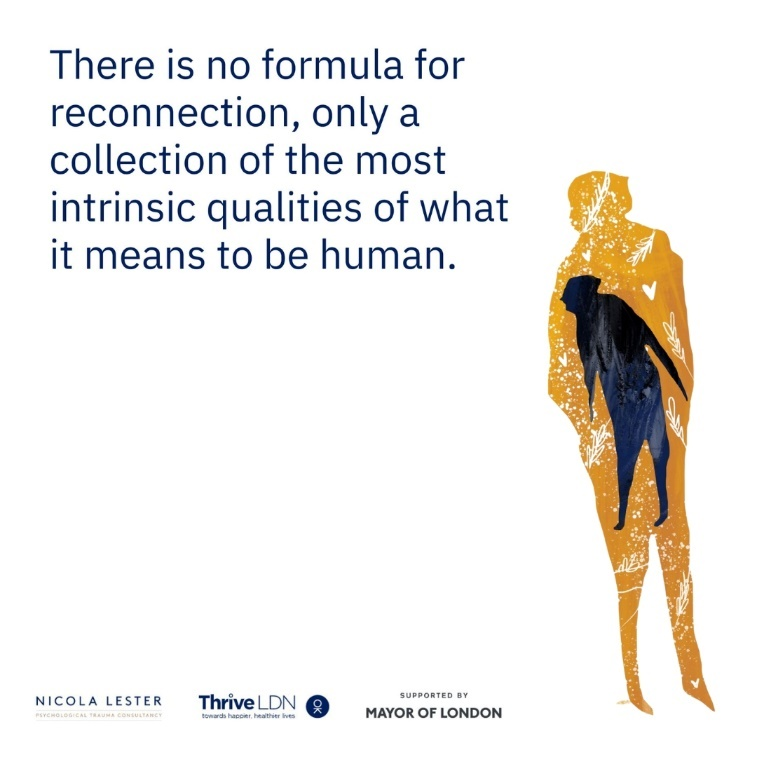 There is no formula for
reconnection, only a
collection of the most
intrinsic qualities of what
it means to be human.
NICOLA LESTER
PSYCHOLOGICAL TRAUMA CONSULTANCY
Thrive LDN
towards happier, healthier lives
OK
SUPPORTED BY
MAYOR OF LONDON